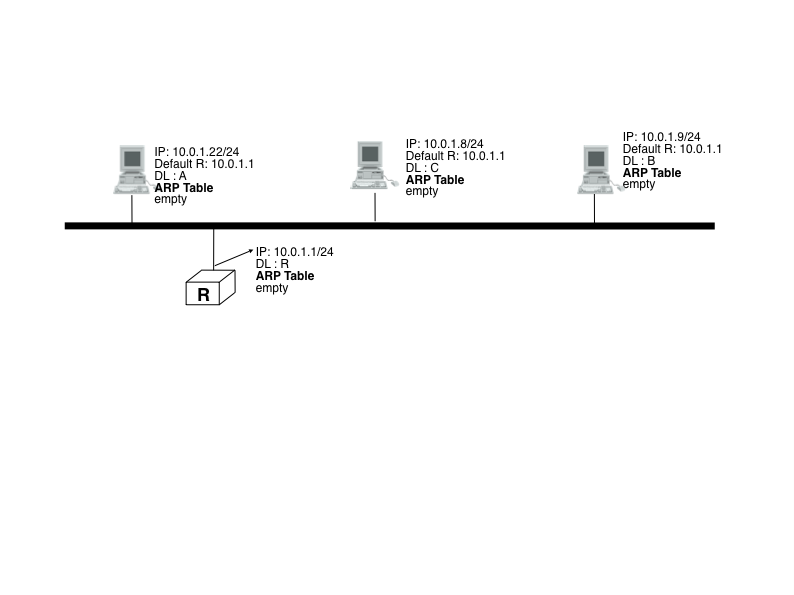 IP: 10.0.1.22/24
Default R: 10.0.1.1
DL : A
ARP Table
empty
IP: 10.0.1.8/24
Default R: 10.0.1.1
DL : C
ARP Table
empty
IP: 10.0.1.9/24
Default R: 10.0.1.1
DL : B
ARP Table
empty
IP: 10.0.1.1/24
DL : R
ARP Table
empty
R